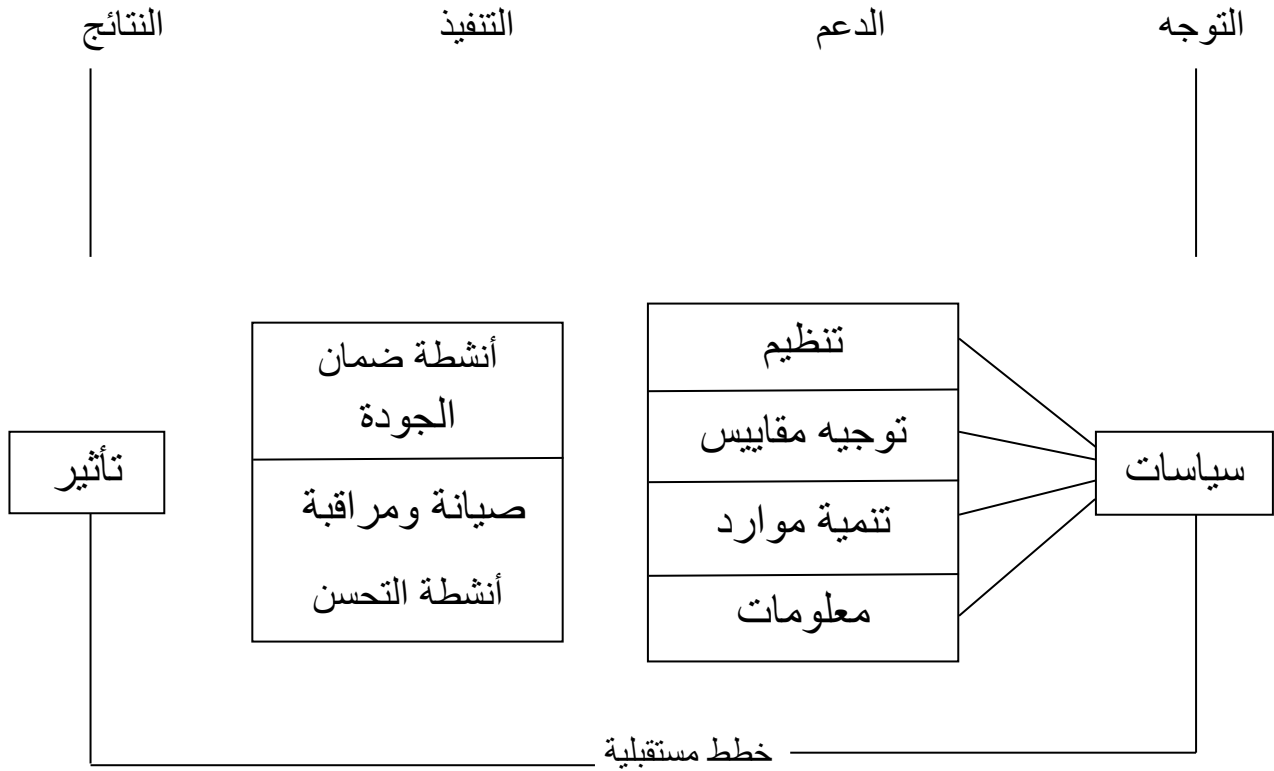 التوجه
الدعم
التنفيذ
النتائج
تنظيم
توجيه مقاييس
تنمية موارد
معلومات
سياسات
أنشطة ضمان
الجودة
صيانة ومراقبة
أنشطة التحسن
تأثير
خطط مستقبلية